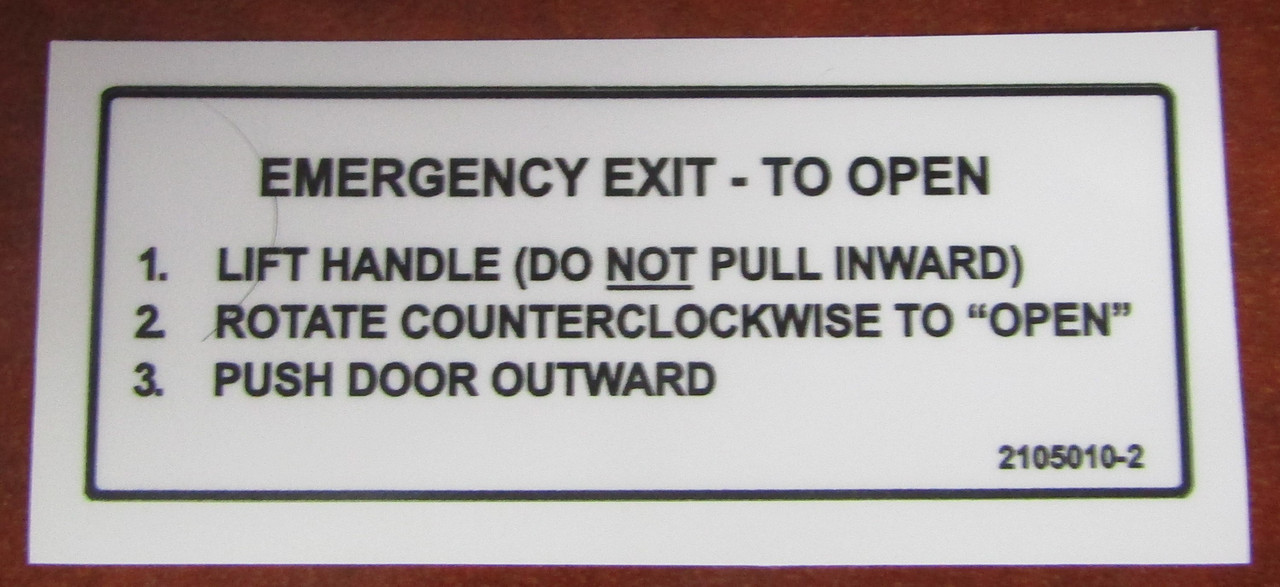 EMERGENCY EXIT - TO OPEN
1. LIFT HANDLE (DO NOT PULL INWARD)
2. ROTATE COUNTERCLOCKWISE TO “OPEN”
3. PUSH DOOR OUTWARD
2105010-2